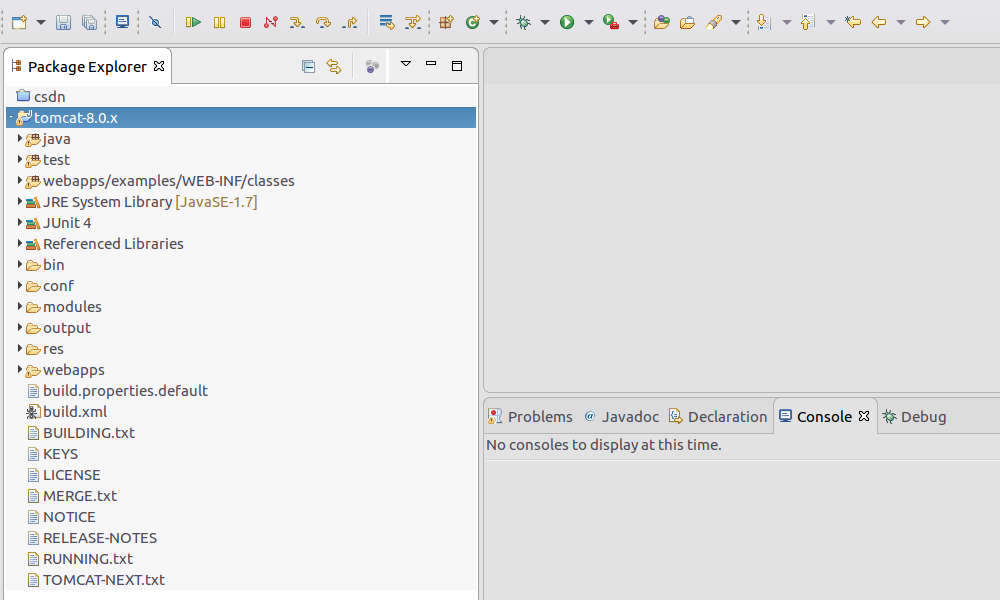 Package Explorer
csdn
tomcat-8.0.x
java
test
webapps/examples/WEB-INF/classes
JRE System Library [JavaSE-1.7]
JUnit 4
Referenced Libraries
bin
conf
modules
output
res
webapps
build.properties.default
build.xml
BUILDING.txt
KEYS
LICENSE
MERGE.txt
NOTICE
RELEASE-NOTES
RUNNING.txt
TOMCAT-NEXT.txt
Problems @ Javadoc Declaration Console Debug
No consoles to display at this time.